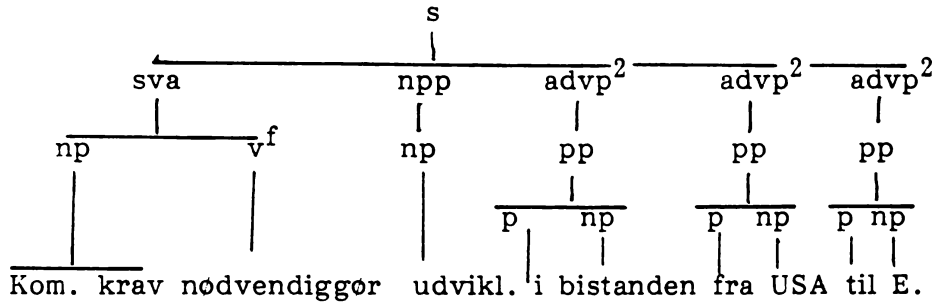 s
sva npp advp² advp² advp²
np vᶠ np pp pp pp
p np p np p np
Kom. krav nødvendiggør udvikl. i bistanden fra USA til E.